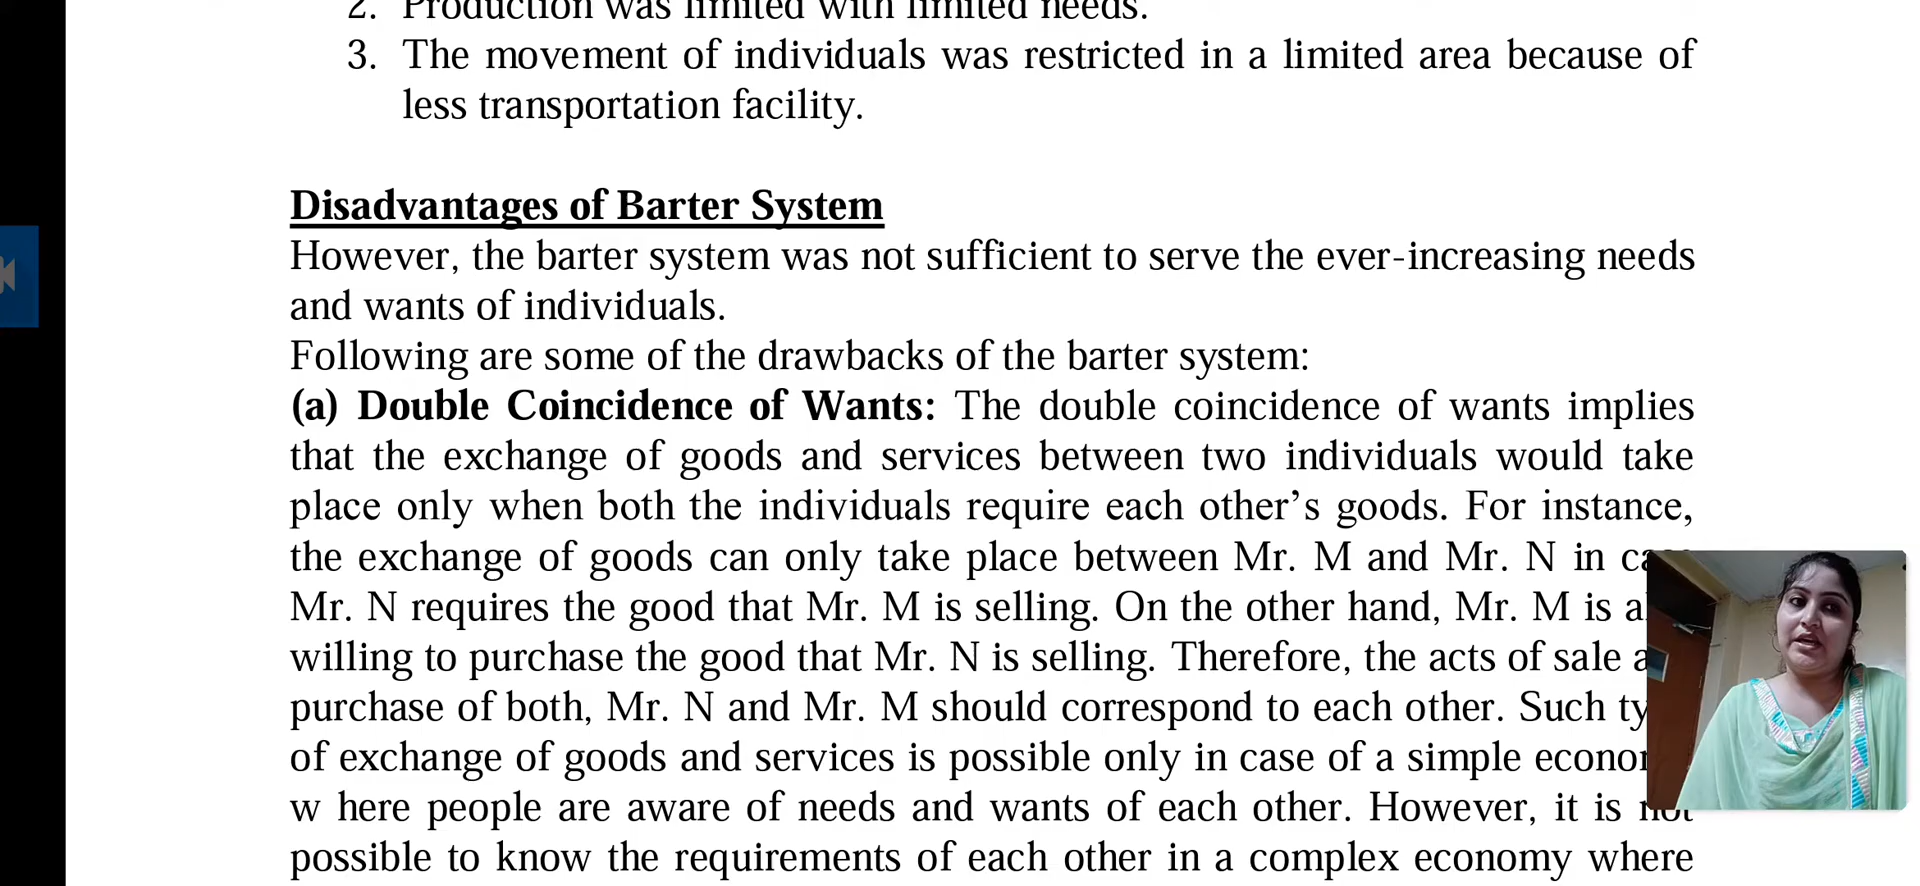 2. Production was limited with limited needs.
3. The movement of individuals was restricted in a limited area because of
less transportation facility.
Disadvantages of Barter System
However, the barter system was not sufficient to serve the ever-increasing needs
and wants of individuals.
Following are some of the drawbacks of the barter system:
(a) Double Coincidence of Wants: The double coincidence of wants implies
that the exchange of goods and services between two individuals would take
place only when both the individuals require each other’s goods. For instance,
the exchange of goods can only take place between Mr. M and Mr. N in
Mr. N requires the good that Mr. M is selling. On the other hand, Mr. M is
willing to purchase the good that Mr. N is selling. Therefore, the acts of sale
purchase of both, Mr. N and Mr. M should correspond to each other. Such
of exchange of goods and services is possible only in case of a simple
w here people are aware of needs and wants of each other. However, it is not
possible to know the requirements of each other in a complex economy where